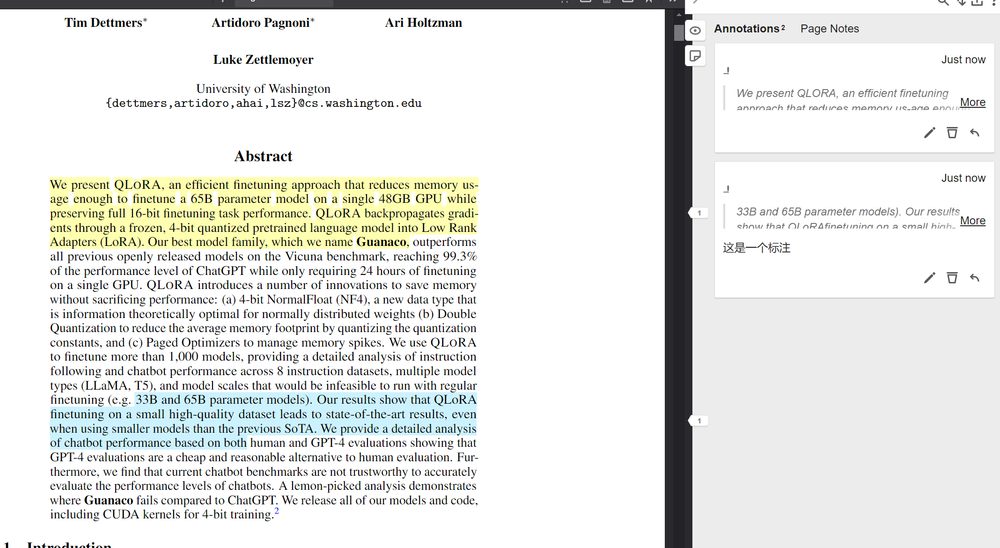 Tim Dettmers* Artidoro Pagnoni* Ari Holtzman
Luke Zettlemoyer
University of Washington
{dettmers,artidoro,ahai,lsz}@cs.washington.edu
Abstract
We present QLORA, an efficient finetuning approach that reduces memory us-
age enough to finetune a 65B parameter model on a single 48GB GPU while
preserving full 16-bit finetuning task performance. QLORA backpropagates gradi-
ents through a frozen, 4-bit quantized pretrained language model into Low Rank
Adapters (LoRA). Our best model family, which we name Guanaco, outperforms
all previous openly released models on the Vicuna benchmark, reaching 99.3%
of the performance level of ChatGPT while only requiring 24 hours of finetuning
on a single GPU. QLORA introduces a number of innovations to save memory
without sacrificing performance: (a) 4-bit NormalFloat (NF4), a new data type that
is information theoretically optimal for normally distributed weights (b) Double
Quantization to reduce the average memory footprint by quantizing the quantization
constants, and (c) Paged Optimizers to manage memory spikes. We use QLORA
to finetune more than 1,000 models, providing a detailed analysis of instruction
following and chatbot performance across 8 instruction datasets, multiple model
types (LLaMA, T5), and model scales that would be infeasible to run with regular
finetuning (e.g. 33B and 65B parameter models). Our results show that QLORA
finetuning on a small high-quality dataset leads to state-of-the-art results, even
when using smaller models than the previous SoTA. We provide a detailed analysis
of chatbot performance based on both human and GPT-4 evaluations showing that
GPT-4 evaluations are a cheap and reasonable alternative to human evaluation. Fur-
thermore, we find that current chatbot benchmarks are not trustworthy to accurately
evaluate the performance levels of chatbots. A lemon-picked analysis demonstrates
where Guanaco fails compared to ChatGPT. We release all of our models and code,
including CUDA kernels for 4-bit training.2
1 Introduction
1
1
Annotations 2 Page Notes
Just now
We present QLORA, an efficient finetuning
approach that reduces memory us-age enou
More
Just now
33B and 65B parameter models). Our results
show that QLoRAfinetuning on a small high-
More
这是一个标注